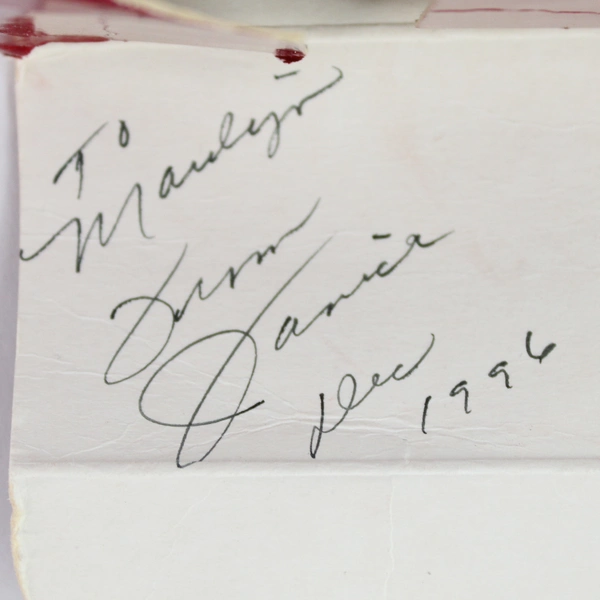 To
Marilyn
From
Janice
Dec 1996